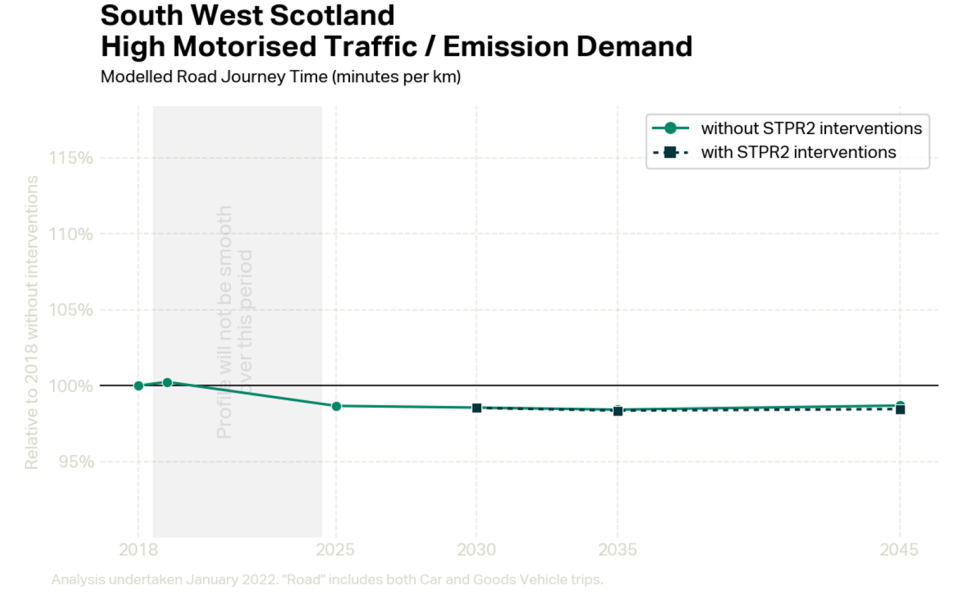 South West Scotland
High Motorised Traffic / Emission Demand
Modelled Road Journey Time (minutes per km)
without STPR2 interventions
with STPR2 interventions
Relative to 2018 without interventions
115%
110%
105%
100%
95%
Profile will not be smooth
over this period
2018
2025
2030
2035
2045
Analysis undertaken January 2022. "Road" includes both Car and Goods Vehicle trips.